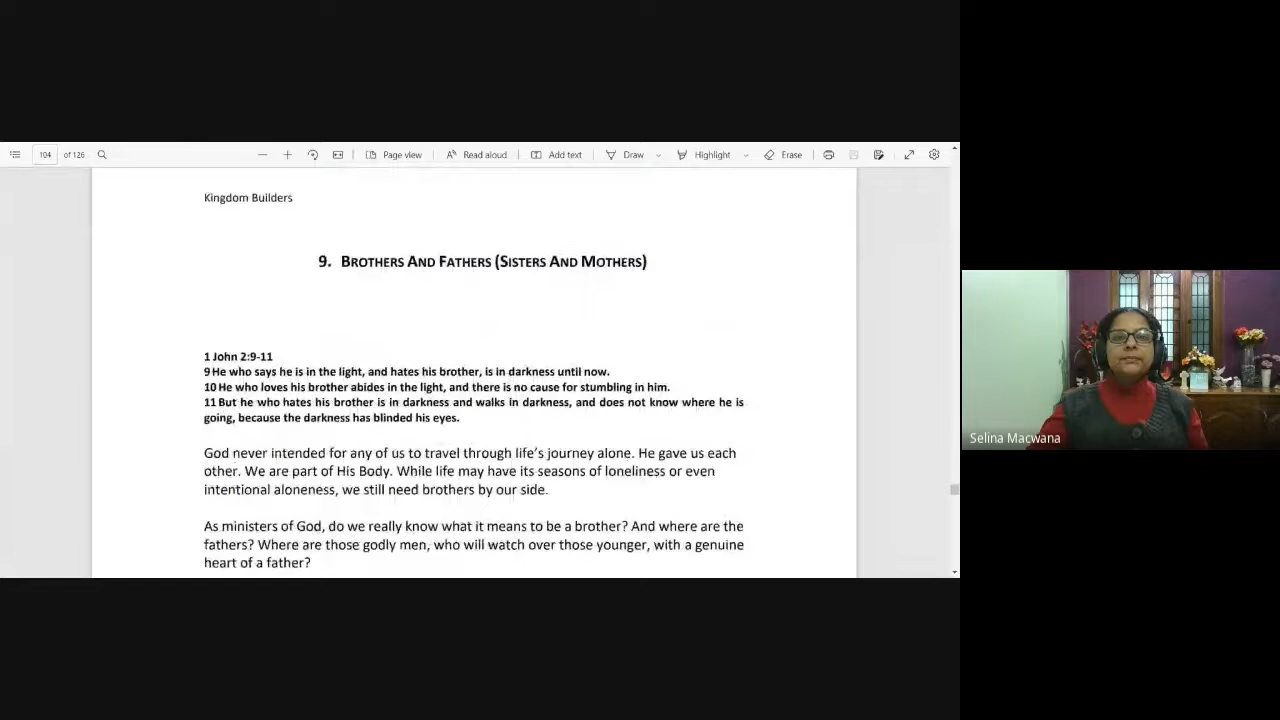 104 of 126
Page view
Read aloud
Add text
Draw
Highlight
Erase
Kingdom Builders
9. BROTHERS AND FATHERS (SISTERS AND MOTHERS)
1 John 2:9-11
9 He who says he is in the light, and hates his brother, is in darkness until now.
10 He who loves his brother abides in the light, and there is no cause for stumbling in him.
11 But he who hates his brother is in darkness and walks in darkness, and does not know where he is
going, because the darkness has blinded his eyes.
God never intended for any of us to travel through life's journey alone. He gave us each
other. We are part of His Body. While life may have its seasons of loneliness or even
intentional aloneness, we still need brothers by our side.
As ministers of God, do we really know what it means to be a brother? And where are the
fathers? Where are those godly men, who will watch over those younger, with a genuine
heart of a father?
Selina Macwana